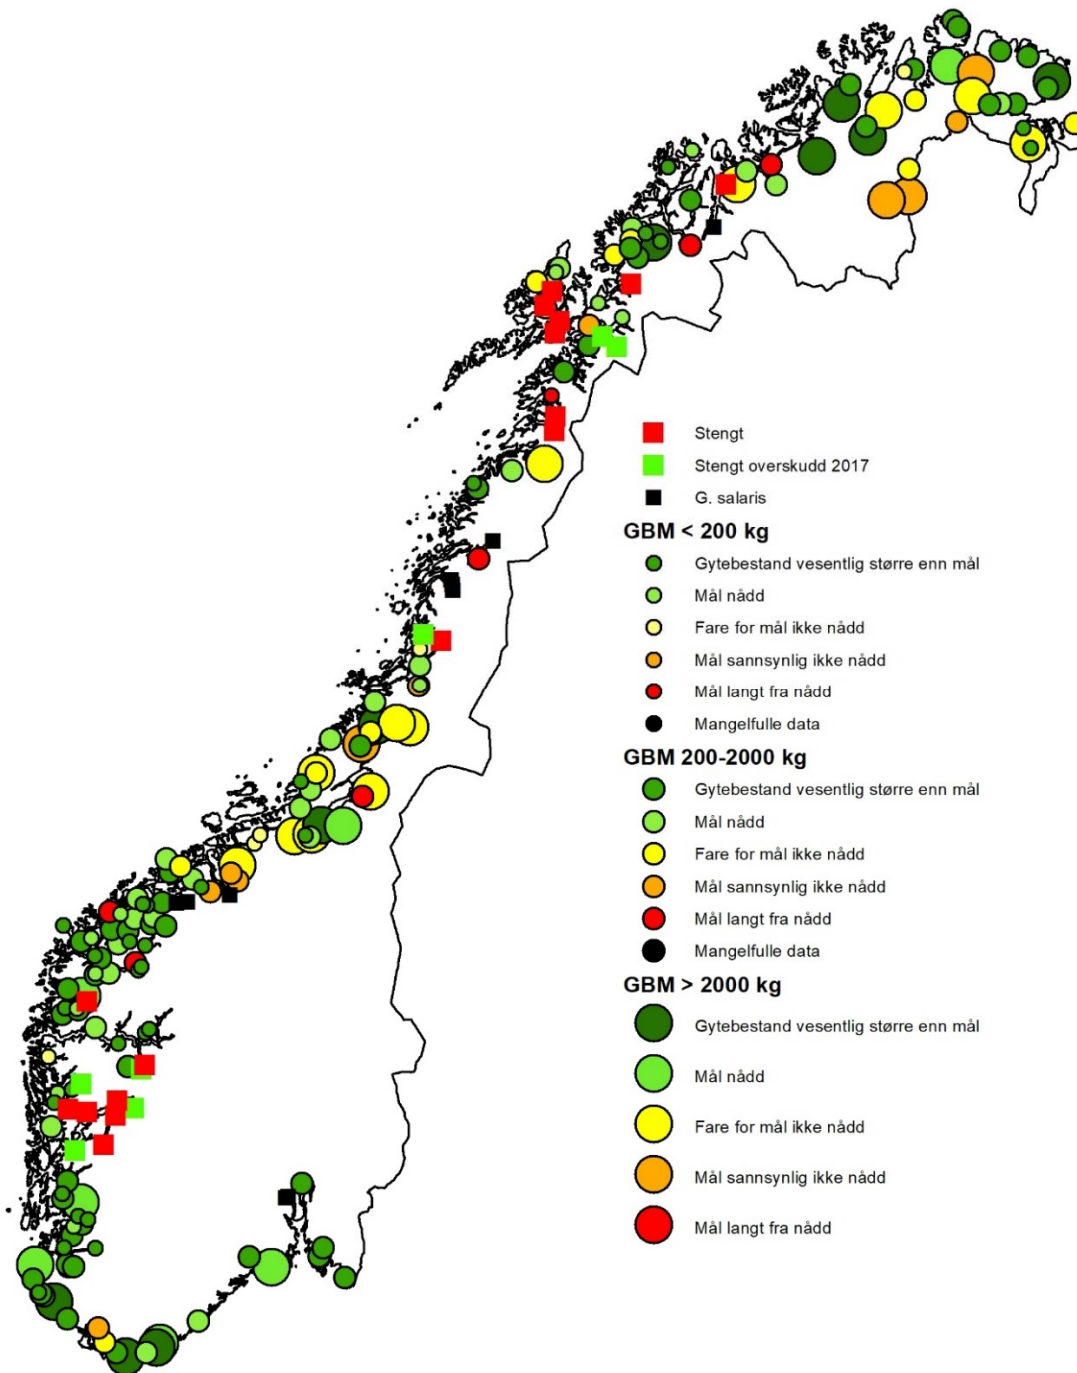 Stengt
Stengt overskudd 2017
G. salaris
GBM < 200 kg
Gytebestand vesentlig større enn mål
Mål nådd
Fare for mål ikke nådd
Mål sannsynlig ikke nådd
Mål langt fra nådd
Mangelfulle data
GBM 200-2000 kg
Gytebestand vesentlig større enn mål
Mål nådd
Fare for mål ikke nådd
Mål sannsynlig ikke nådd
Mål langt fra nådd
Mangelfulle data
GBM > 2000 kg
Gytebestand vesentlig større enn mål
Mål nådd
Fare for mål ikke nådd
Mål sannsynlig ikke nådd
Mål langt fra nådd